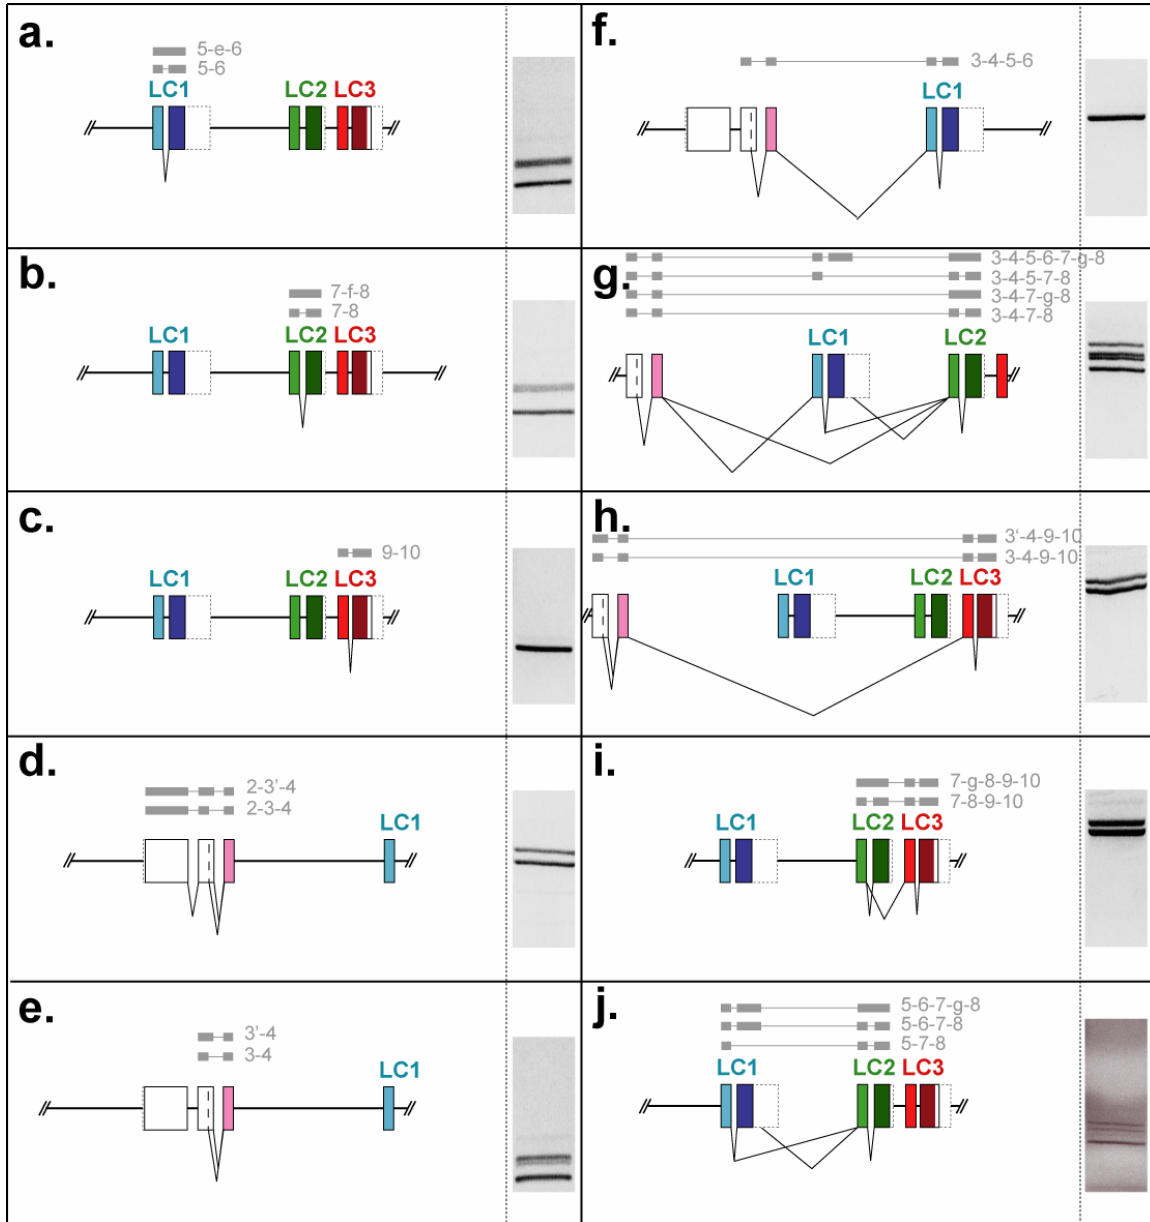 a.
5-e-6
5-6
LC1 LC2 LC3
b.
7-f-8
7-8
LC1 LC2 LC3
c.
9-10
LC1 LC2 LC3
d.
2-3’-4
2-3-4
LC1
e.
3’-4
3-4
LC1
f.
3-4-5-6
LC1
g.
3-4-5-6-7-g-8
3-4-5-7-8
3-4-7-g-8
3-4-7-8
LC1 LC2
h.
3‘-4-9-10
3-4-9-10
LC1 LC2 LC3
i.
7-g-8-9-10
7-8-9-10
LC1 LC2 LC3
j.
5-6-7-g-8
5-6-7-8
5-7-8
LC1 LC2 LC3